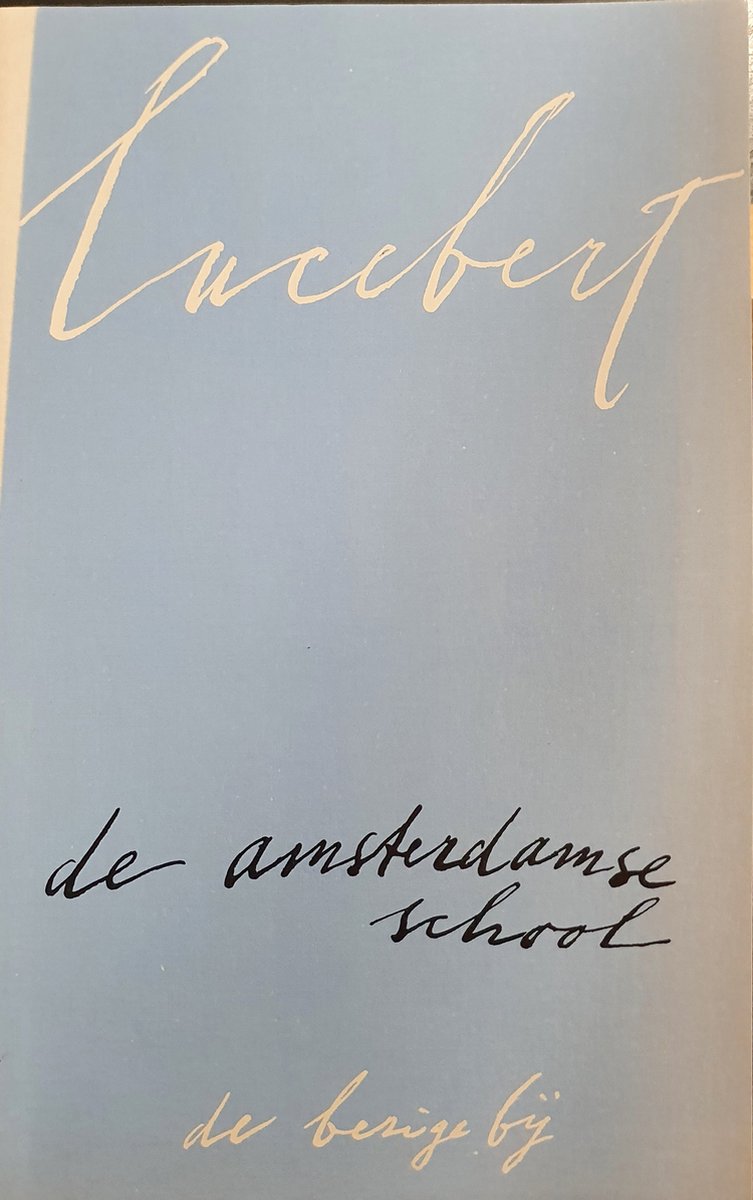 lucebert
de amsterdamse
school
de bezige bij